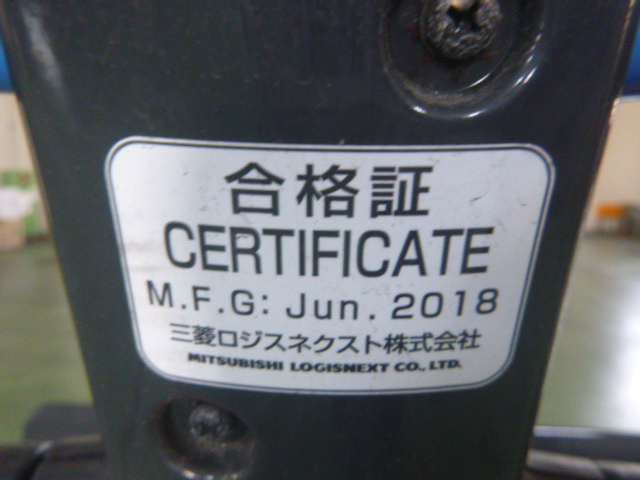 合格証
CERTIFICATE
M.F.G: Jun. 2018
三菱ロジスネクスト株式会社
MITSUBISHI LOGISNEXT CO., LTD.